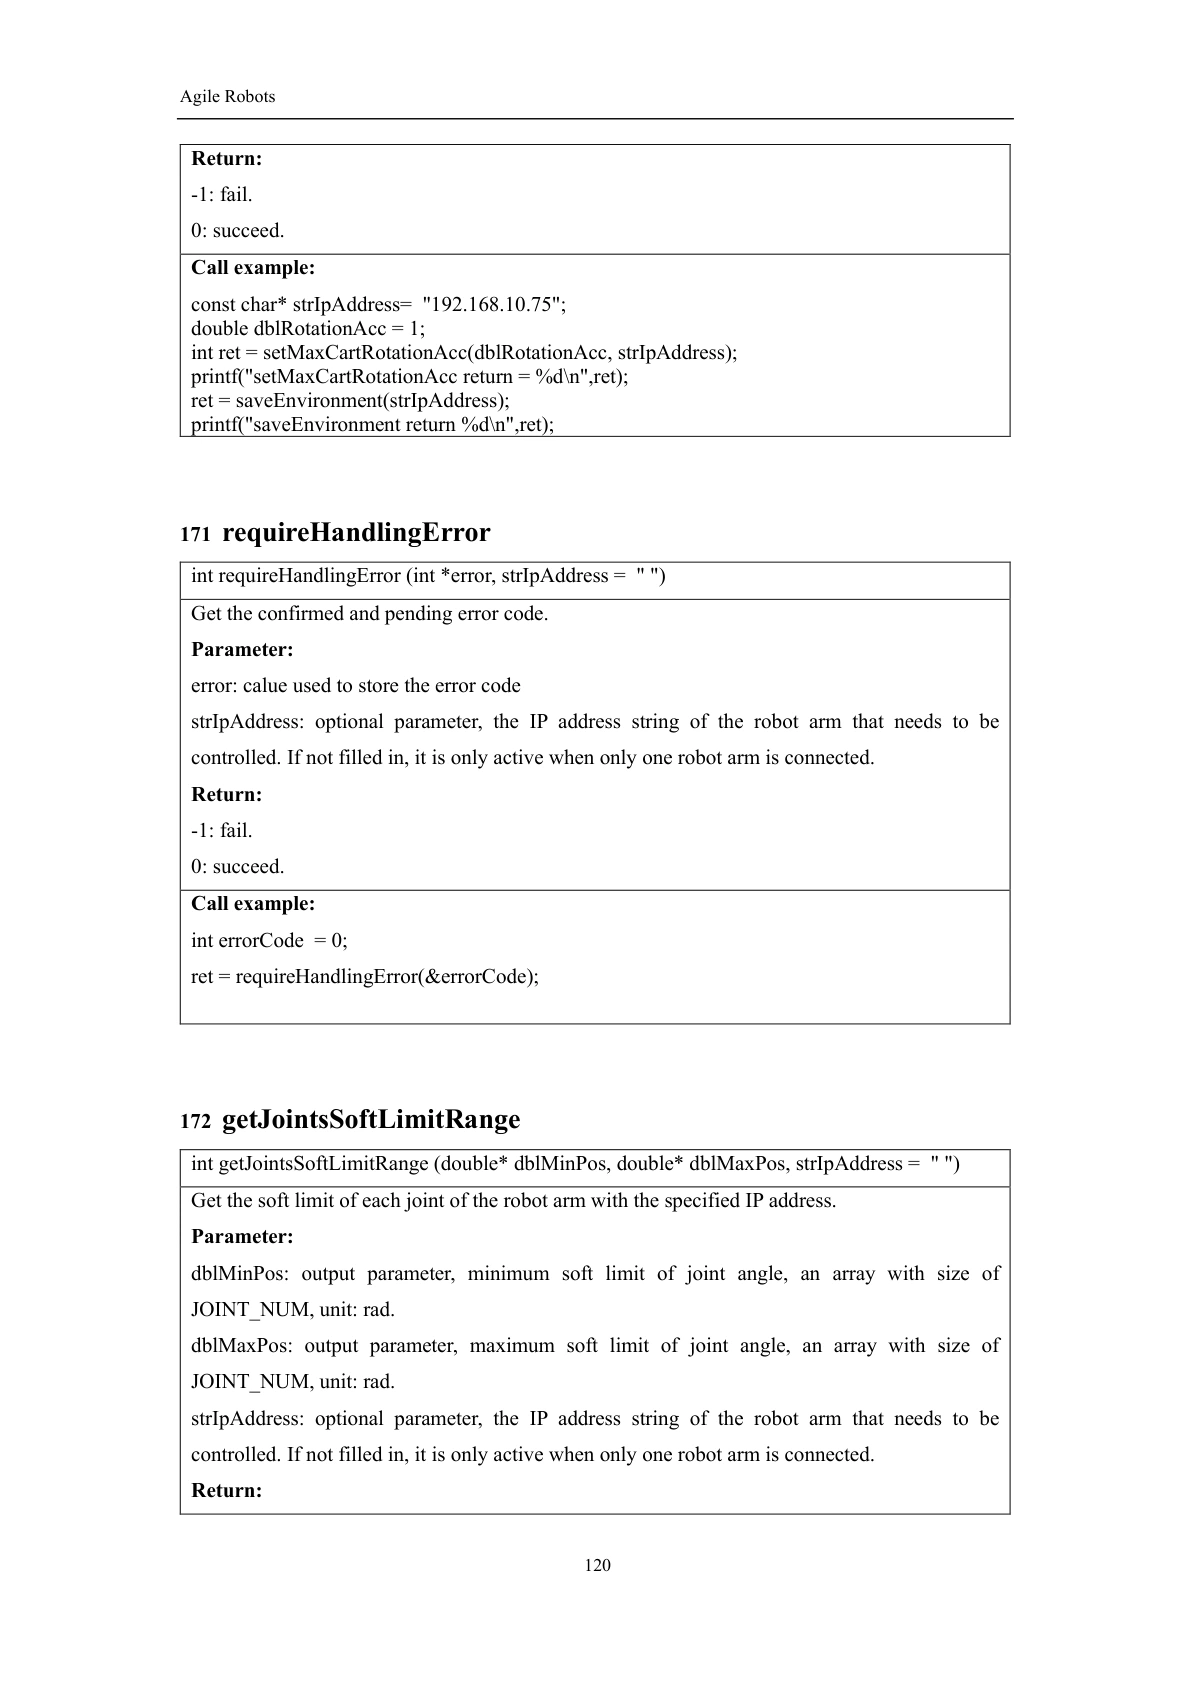 Agile Robots
Return:
-1: fail.
0: succeed.
Call example:
const char* strIpAddress=  "192.168.10.75";
double dblRotationAcc = 1;
int ret = setMaxCartRotationAcc(dblRotationAcc, strIpAddress);
printf("setMaxCartRotationAcc return = %d\n",ret);
ret = saveEnvironment(strIpAddress);
printf("saveEnvironment return %d\n",ret);
171 requireHandlingError
int requireHandlingError (int *error, strIpAddress =  " ")
Get the confirmed and pending error code.
Parameter:
error: calue used to store the error code
strIpAddress: optional parameter, the IP address string of the robot arm that needs to be
controlled. If not filled in, it is only active when only one robot arm is connected.
Return:
-1: fail.
0: succeed.
Call example:
int errorCode  = 0;
ret = requireHandlingError(&errorCode);
172 getJointsSoftLimitRange
int getJointsSoftLimitRange (double* dblMinPos, double* dblMaxPos, strIpAddress =  " ")
Get the soft limit of each joint of the robot arm with the specified IP address.
Parameter:
dblMinPos: output parameter, minimum soft limit of joint angle, an array with size of
JOINT_NUM, unit: rad.
dblMaxPos: output parameter, maximum soft limit of joint angle, an array with size of
JOINT_NUM, unit: rad.
strIpAddress: optional parameter, the IP address string of the robot arm that needs to be
controlled. If not filled in, it is only active when only one robot arm is connected.
Return:
120